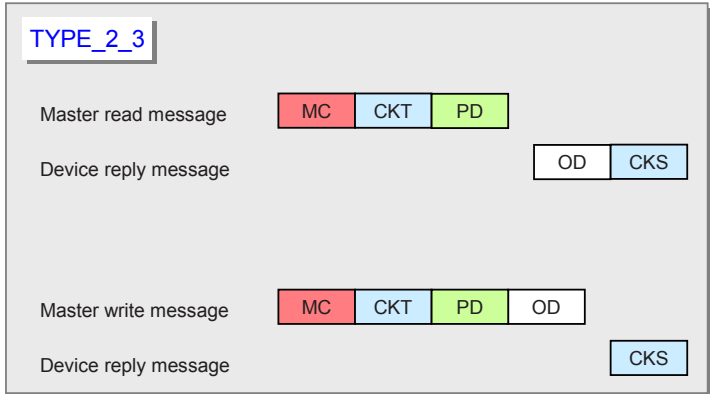 TYPE_2_3
Master read message MC CKT PD
Device reply message OD CKS
Master write message MC CKT PD OD
Device reply message CKS